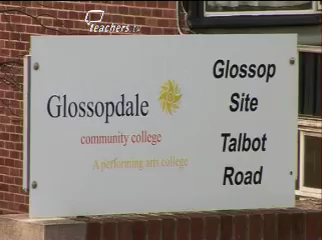 teachers.tv
Glossopdale
community college
A performing arts college
Glossop
Site
Talbot
Road